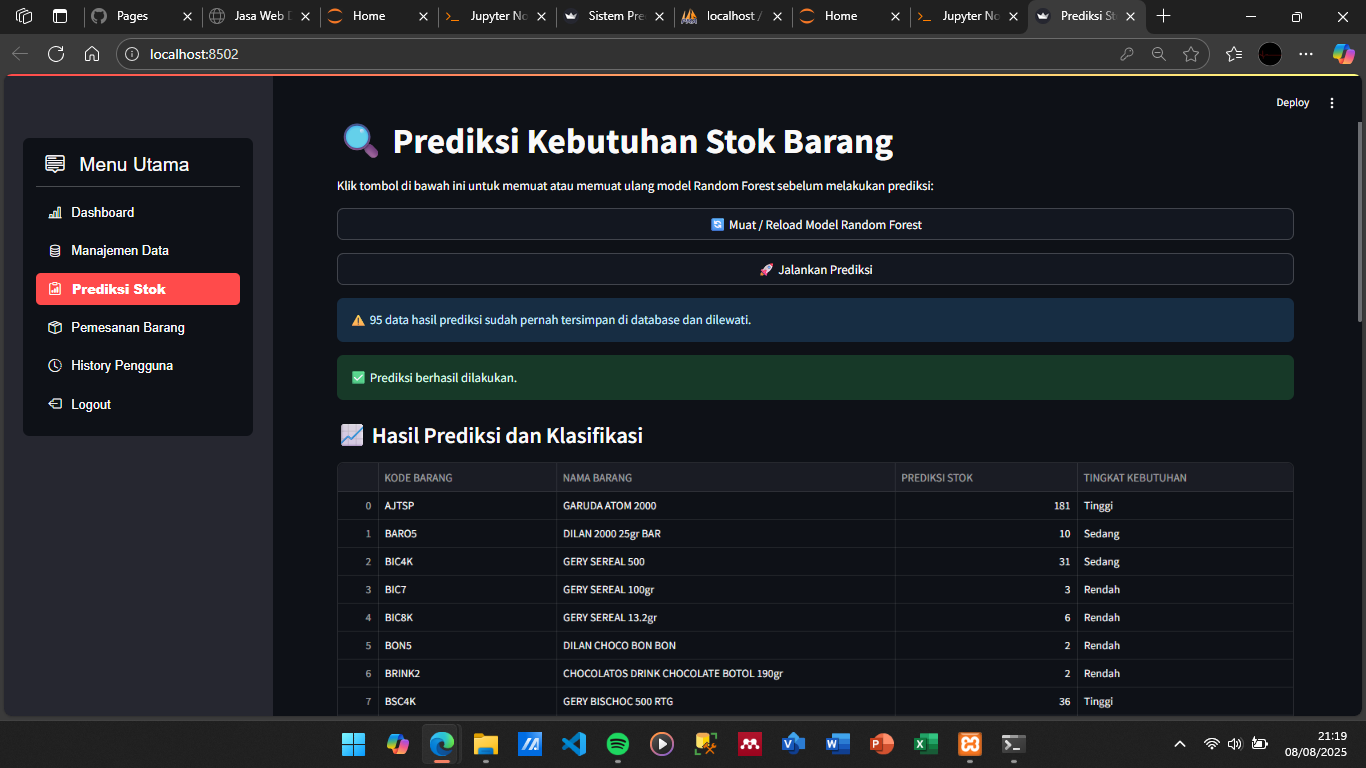 Pages
Jasa Web D
Home
Jupyter No
Sistem Pre
localhost /
Home
Jupyter No
Prediksi St
localhost:8502
Deploy
Menu Utama
Dashboard
Manajemen Data
Prediksi Stok
Pemesanan Barang
History Pengguna
Logout
Prediksi Kebutuhan Stok Barang
Klik tombol di bawah ini untuk memuat atau memuat ulang model Random Forest sebelum melakukan prediksi:
Muat / Reload Model Random Forest
Jalankan Prediksi
95 data hasil prediksi sudah pernah tersimpan di database dan dilewati.
Prediksi berhasil dilakukan.
Hasil Prediksi dan Klasifikasi
KODE BARANG NAMA BARANG PREDIKSI STOK TINGKAT KEBUTUHAN
0 AJTSP GARUDA ATOM 2000 181 Tinggi
1 BARO5 DILAN 2000 25gr BAR 10 Sedang
2 BIC4K GERY SEREAL 500 31 Sedang
3 BIC7 GERY SEREAL 100gr 3 Rendah
4 BIC8K GERY SEREAL 13.2gr 6 Rendah
5 BON5 DILAN CHOCO BON BON 2 Rendah
6 BRINK2 CHOCOLATOS DRINK CHOCOLATE BOTOL 190gr 2 Rendah
7 BSC4K GERY BISCHOC 500 RTG 36 Tinggi
21:19
08/08/2025